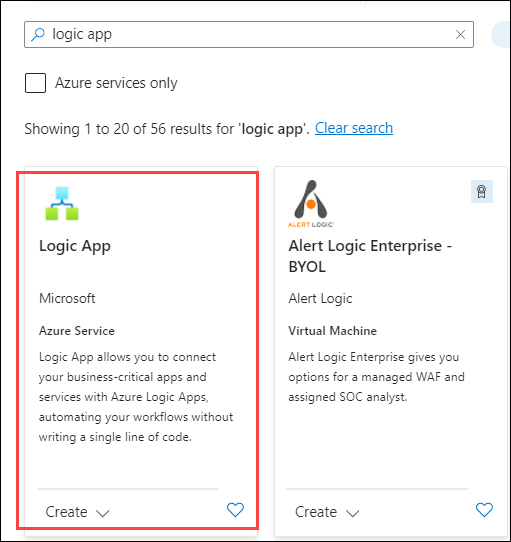 logic app
Azure services only
Showing 1 to 20 of 56 results for 'logic app'. Clear search
Logic App
Microsoft
Azure Service
Logic App allows you to connect
your business-critical apps and
services with Azure Logic Apps,
automating your workflows without
writing a single line of code.
Create
ALERT LOGIC
Alert Logic Enterprise -
BYOL
Alert Logic
Virtual Machine
Alert Logic Enterprise gives you
options for a managed WAF and
assigned SOC analyst.
Create